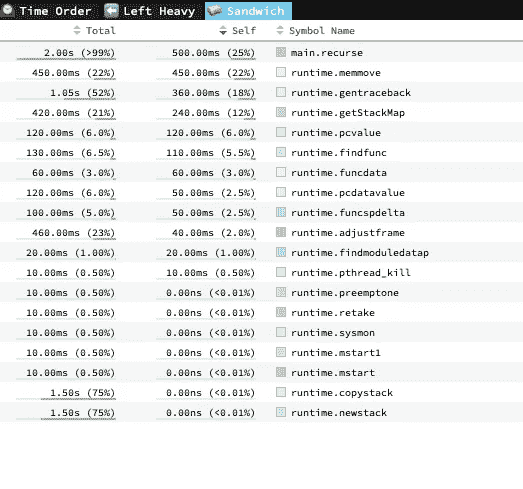 Time Order Left Heavy Sandwich
Total Self Symbol Name
2.00s (>99%) 500.00ms (25%) main.recurse
450.00ms (22%) 450.00ms (22%) runtime.memmove
1.05s (52%) 360.00ms (18%) runtime.gentraceback
420.00ms (21%) 240.00ms (12%) runtime.getStackMap
120.00ms (6.0%) 120.00ms (6.0%) runtime.pcvalue
130.00ms (6.5%) 110.00ms (5.5%) runtime.findfunc
60.00ms (3.0%) 60.00ms (3.0%) runtime.funcdata
120.00ms (6.0%) 50.00ms (2.5%) runtime.pcdatavalue
100.00ms (5.0%) 50.00ms (2.5%) runtime.funcspdelta
460.00ms (23%) 40.00ms (2.0%) runtime.adjustframe
20.00ms (1.00%) 20.00ms (1.00%) runtime.findmoduledatap
10.00ms (0.50%) 10.00ms (0.50%) runtime.pthread_kill
10.00ms (0.50%) 0.00ns (<0.01%) runtime.preemptone
10.00ms (0.50%) 0.00ns (<0.01%) runtime.retake
10.00ms (0.50%) 0.00ns (<0.01%) runtime.sysmon
10.00ms (0.50%) 0.00ns (<0.01%) runtime.mstart1
10.00ms (0.50%) 0.00ns (<0.01%) runtime.mstart
1.50s (75%) 0.00ns (<0.01%) runtime.copystack
1.50s (75%) 0.00ns (<0.01%) runtime.newstack